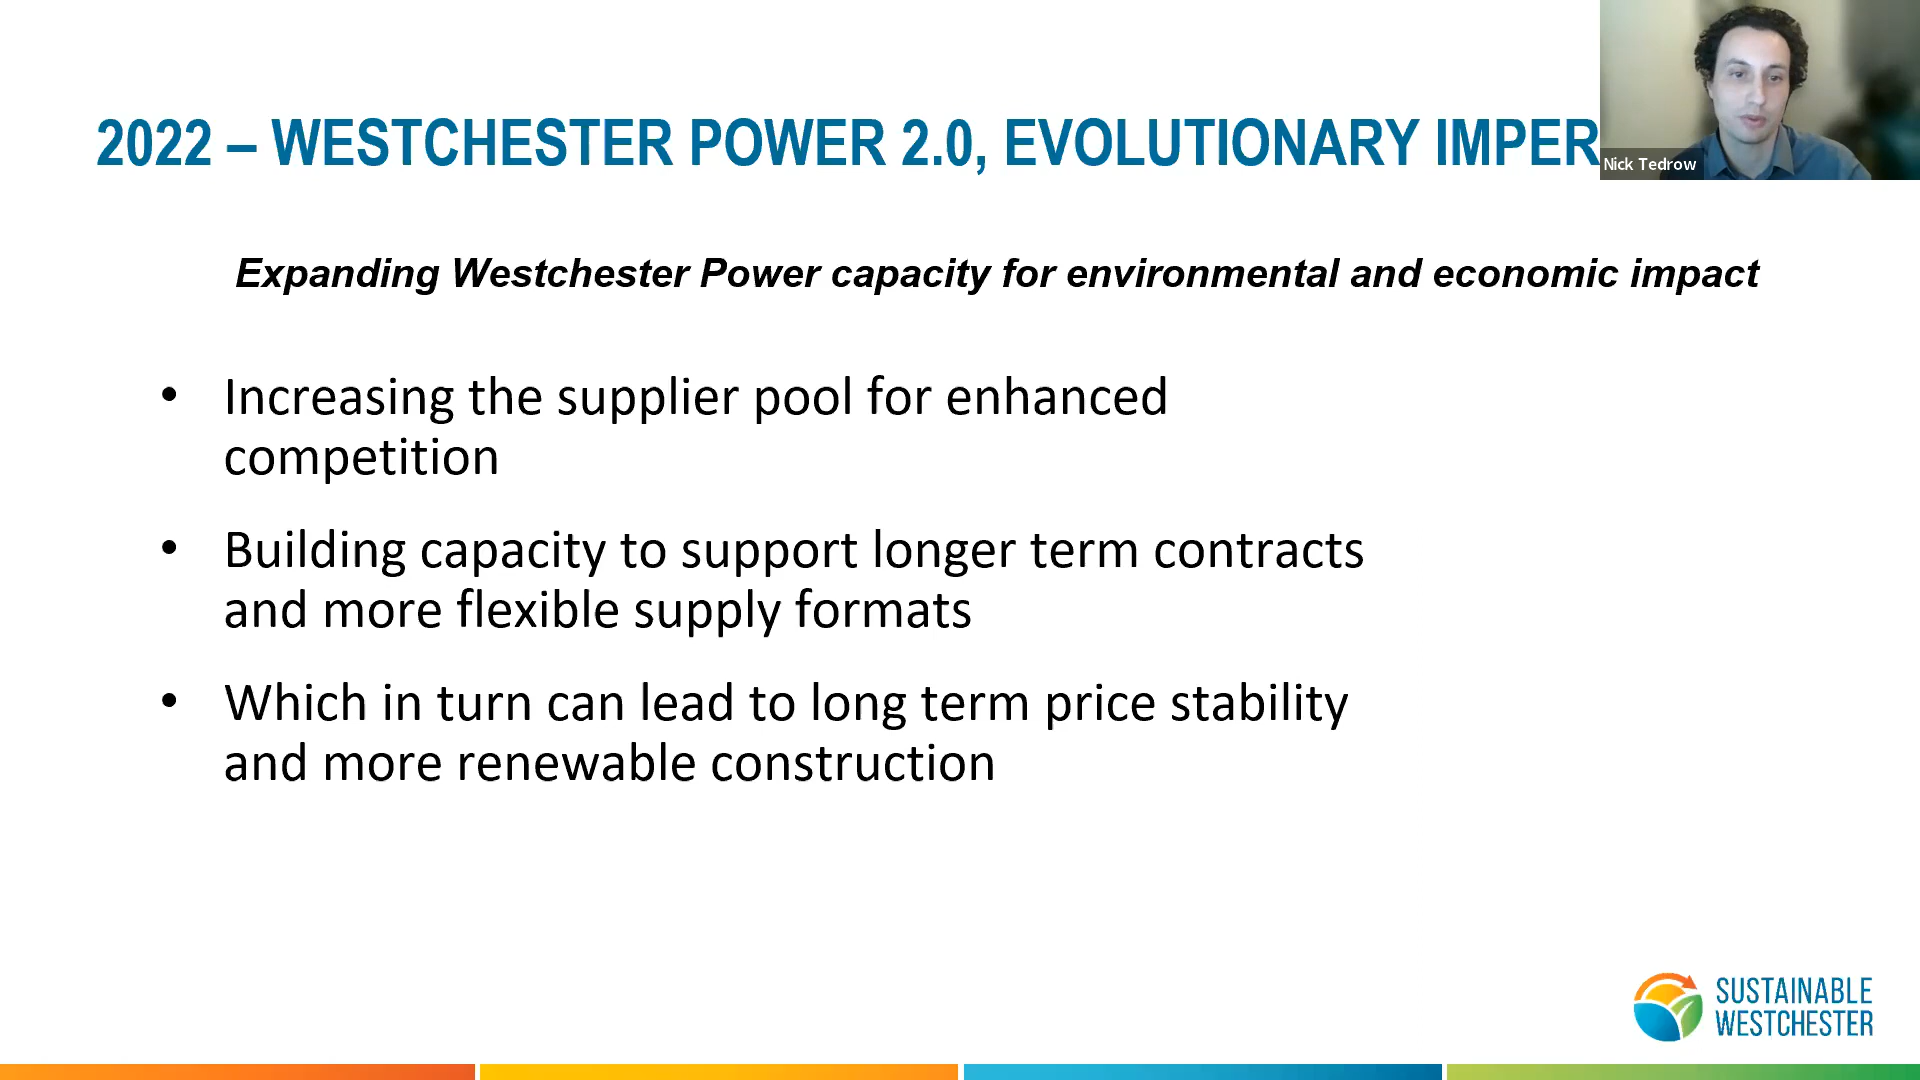 2022 – WESTCHESTER POWER 2.0, EVOLUTIONARY IMPER
Nick Tedrow
Expanding Westchester Power capacity for environmental and economic impact
• Increasing the supplier pool for enhanced
competition
• Building capacity to support longer term contracts
and more flexible supply formats
• Which in turn can lead to long term price stability
and more renewable construction
SUSTAINABLE
WESTCHESTER